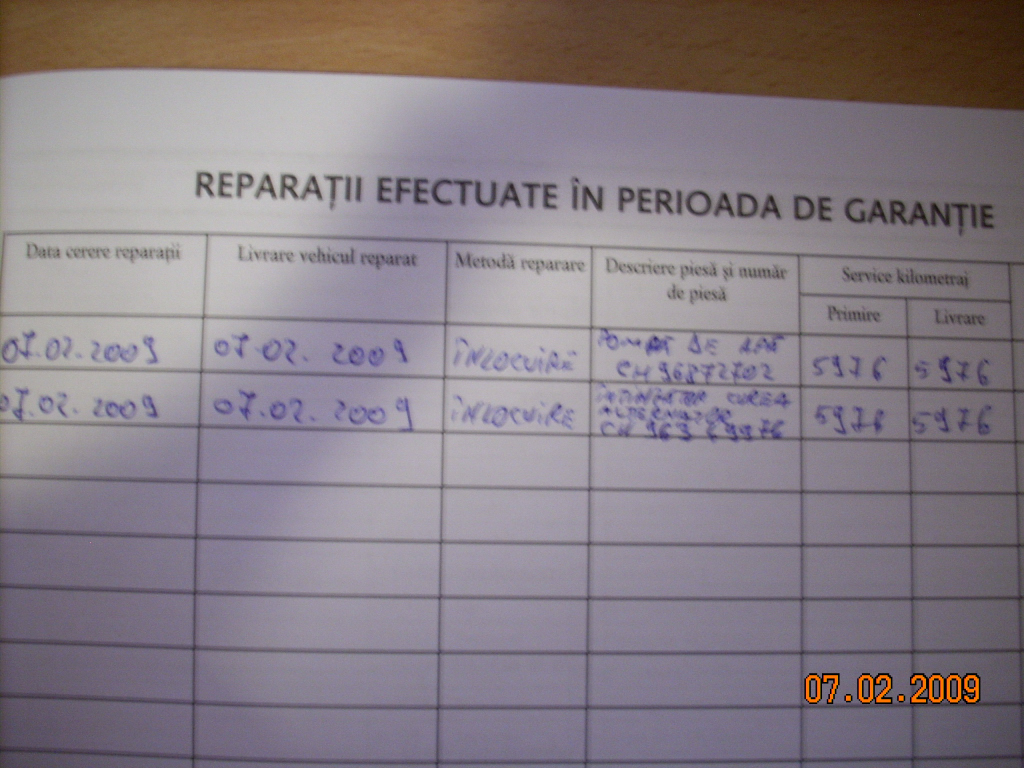 REPARAȚII EFECTUATE ÎN PERIOADA DE GARANȚIE
Data cerere reparații Livrare vehicul reparat Metodă reparare Descriere piesă și număr de piesă Service kilometraj
Primire Livrare
07.02.2009 07.02.2009 ÎNLOCUIRE POMPĂ DE APĂ CH 96872702 5976 5976
07.02.2009 07.02.2009 ÎNLOCUIRE ÎNTINZĂTOR CUREA ALTERNATOR 5976 5976
07.02.2009